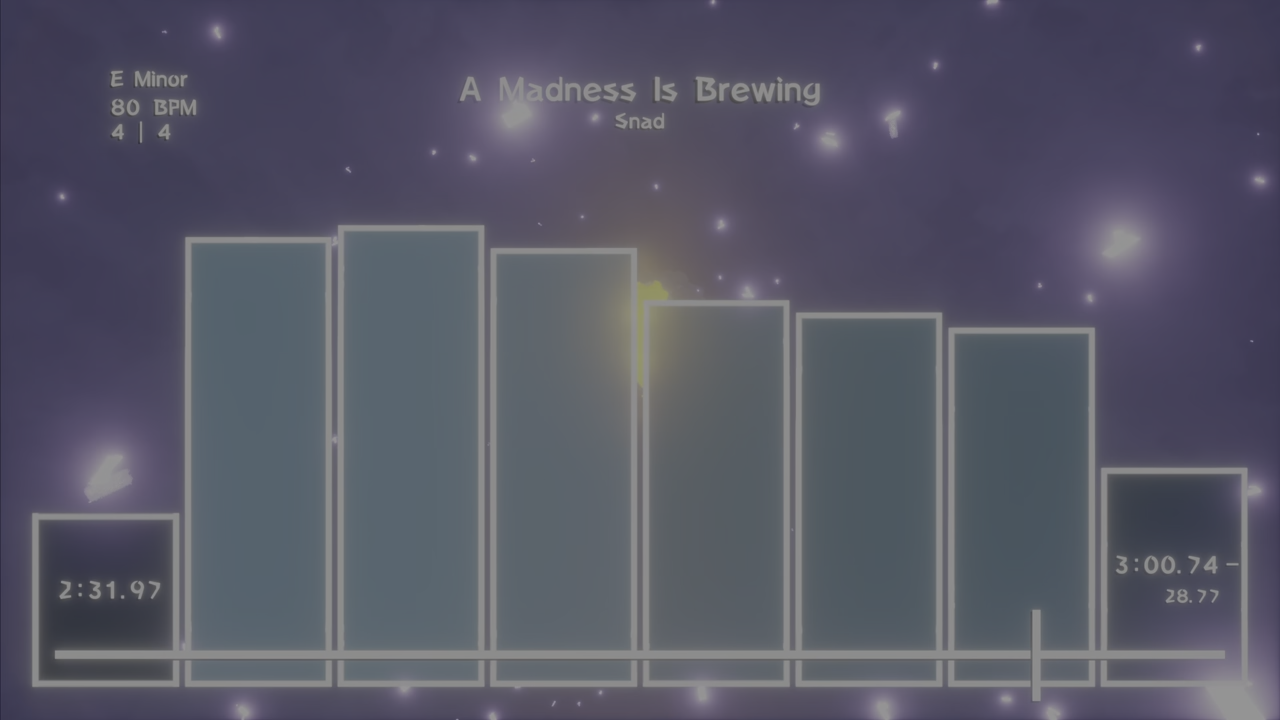 E Minor
80 BPM
4 | 4
A Madness Is Brewing
Snad
2:31.97
3:00.74 -
28.77